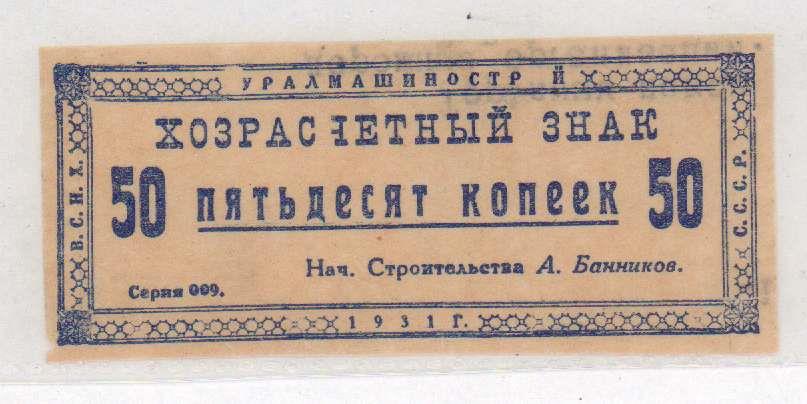 УРАЛМАШИНОСТР Й
ХОЗРАСЧЕТНЫЙ ЗНАК
В. С. Н. Х.
50 ПЯТЬДЕСЯТ КОПЕЕК 50
С. С. С. Р.
Нач. Строительства А. Банников.
Серия 009.
1931 Г.